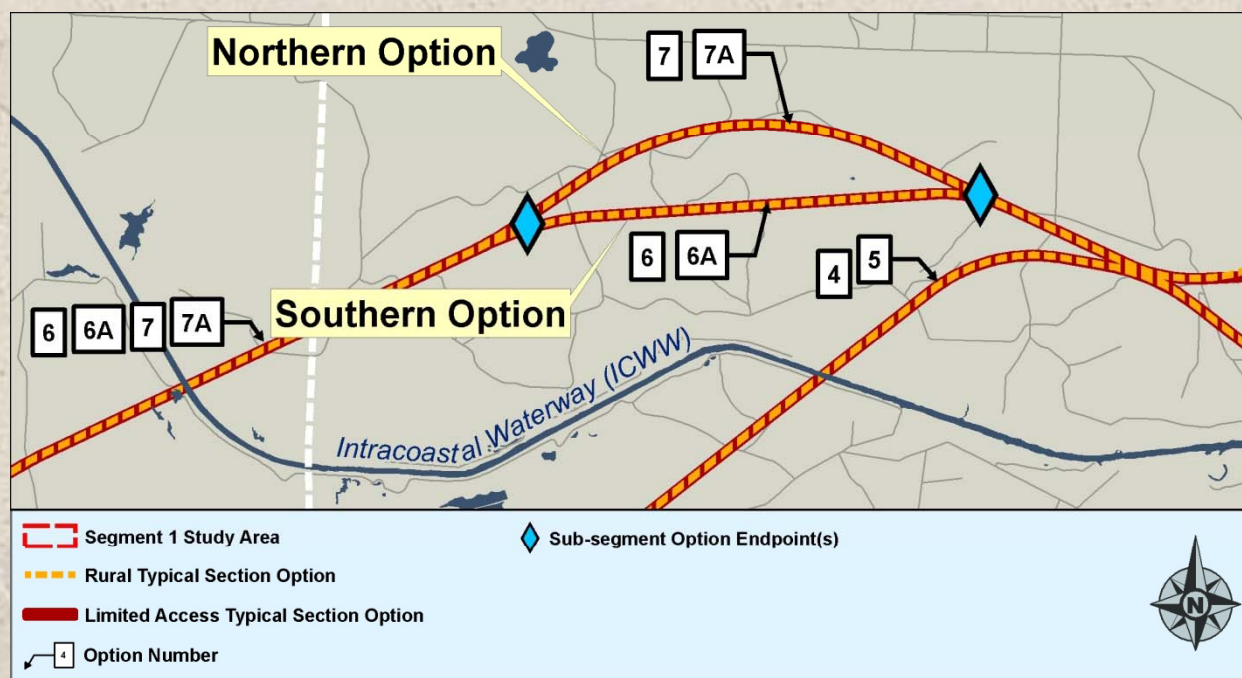 Northern Option
7 7A
6 6A
4 5
6 6A 7 7A
Southern Option
Intracoastal Waterway (ICWW)
Segment 1 Study Area
Sub-segment Option Endpoint(s)
Rural Typical Section Option
Limited Access Typical Section Option
4 Option Number
N